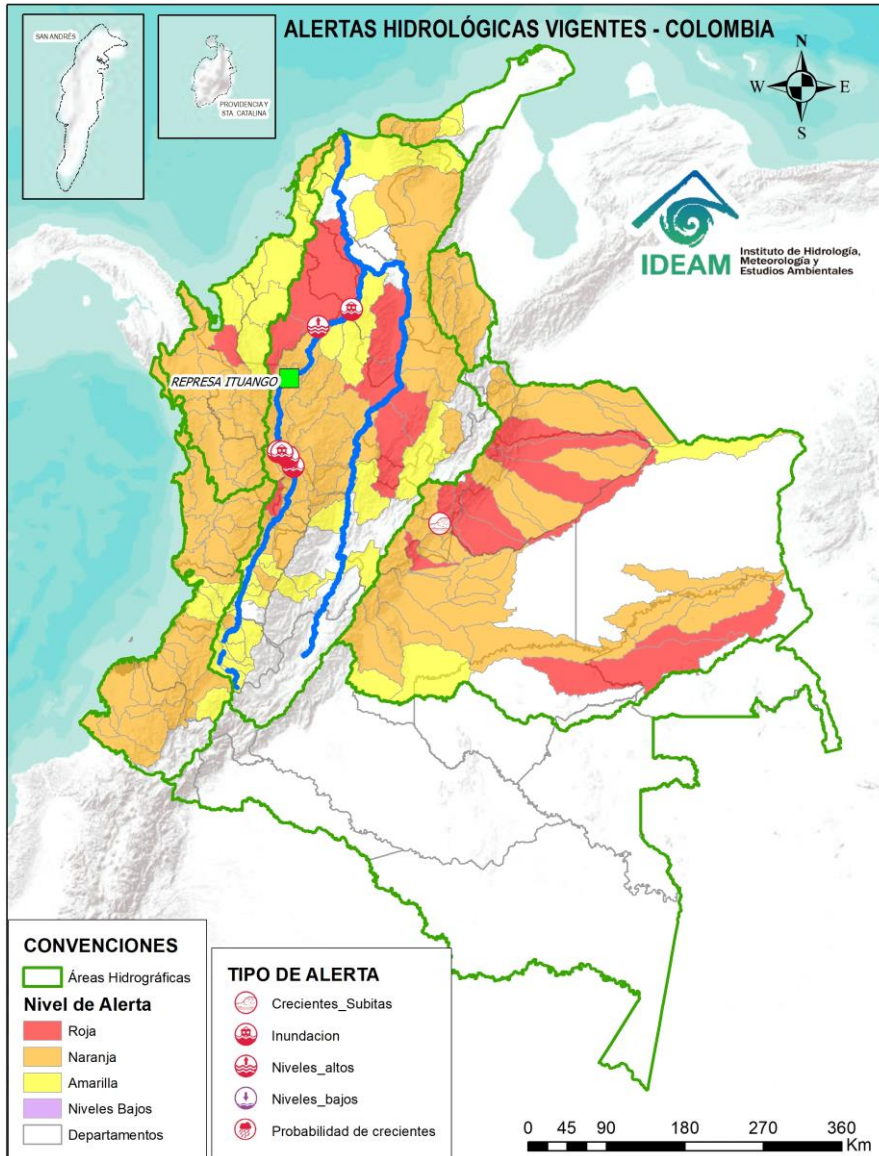 ALERTAS HIDROLÓGICAS VIGENTES - COLOMBIA
SAN ANDRÉS
PROVIDENCIA Y
STA. CATALINA
N
W
E
S
IDEAM
Instituto de Hidrología,
Meteorología y
Estudios Ambientales
REPRESA ITUANGO
CONVENCIONES
Áreas Hidrográficas
Nivel de Alerta
Roja
Naranja
Amarilla
Niveles Bajos
Departamentos
TIPO DE ALERTA
Crecientes_Subitas
Inundacion
Niveles_altos
Niveles_bajos
Probabilidad de crecientes
0 45 90 180 270 360
Km